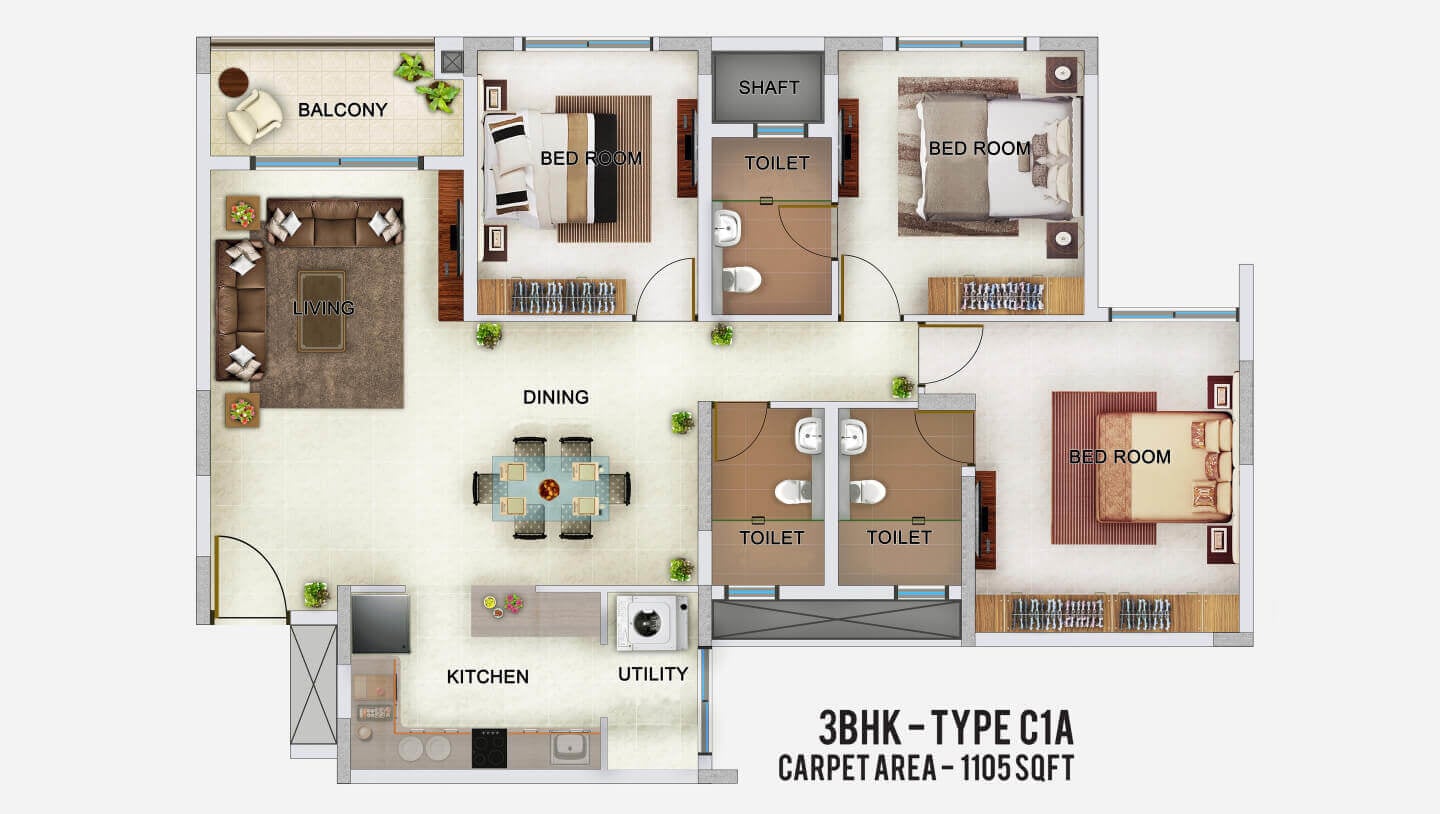 SHAFT
BALCONY
BED ROOM
TOILET
BED ROOM
LIVING
DINING
BED ROOM
TOILET
TOILET
KITCHEN
UTILITY
3BHK - TYPE C1A
CARPET AREA - 1105 SQFT